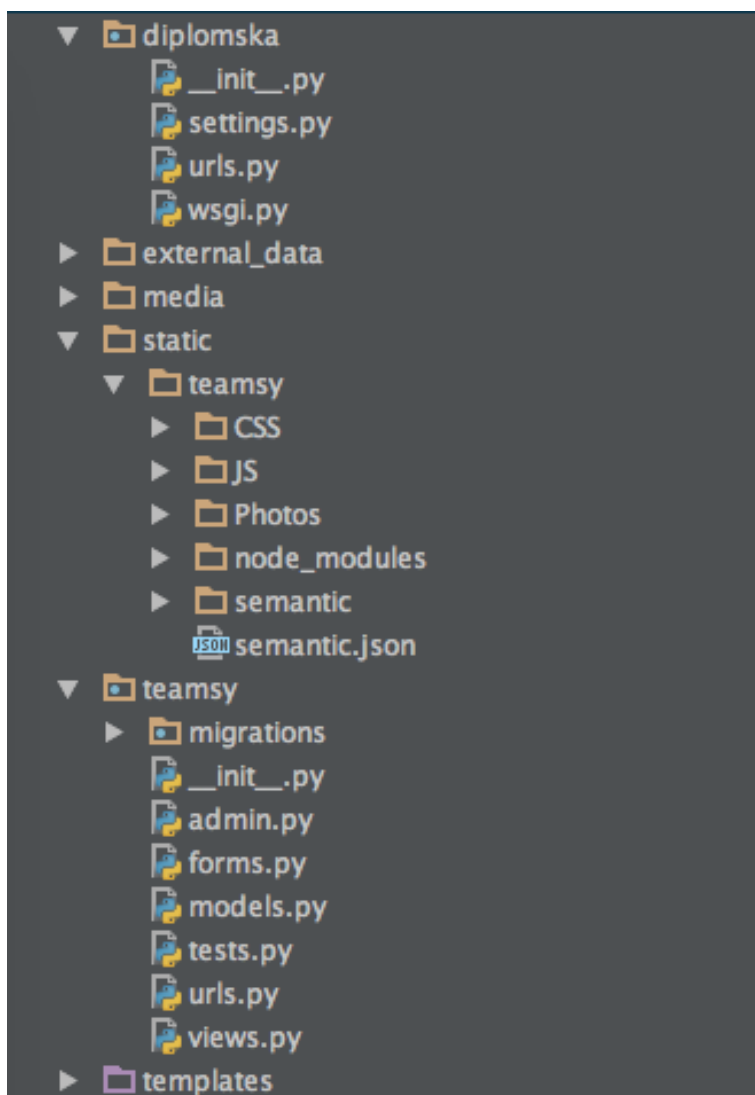 diplomska
__init__.py
settings.py
urls.py
wsgi.py
external_data
media
static
teamsy
CSS
JS
Photos
node_modules
semantic
JSON semantic.json
teamsy
migrations
__init__.py
admin.py
forms.py
models.py
tests.py
urls.py
views.py
templates